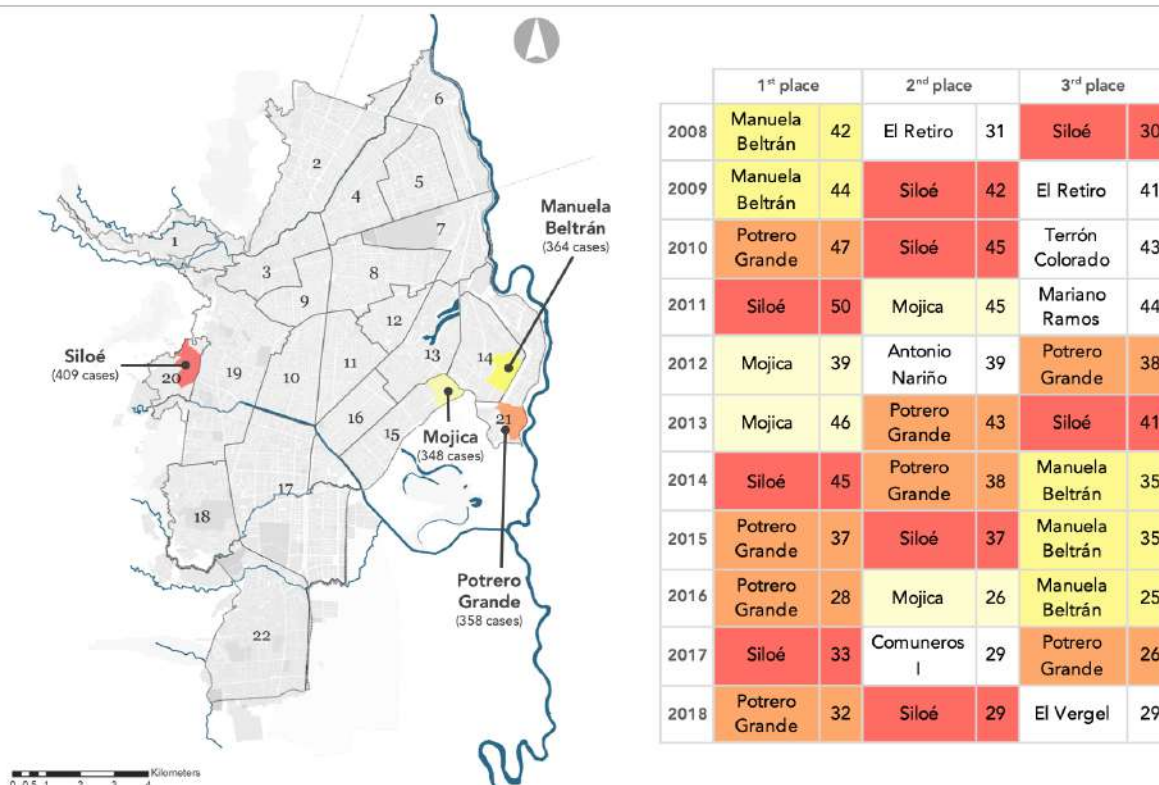 6
2
5
4
Manuela
Beltrán
(364 cases)
7
1
3
8
9
12
13
14
Siloé
(409 cases)
20
19
10
11
16
15
Mojica
(348 cases)
21
17
18
Potrero
Grande
(358 cases)
22
Kilometers
0 0.5 1 2 3 4
1st place 2nd place 3rd place
2008 Manuela Beltrán 42 El Retiro 31 Siloé 30
2009 Manuela Beltrán 44 Siloé 42 El Retiro 41
2010 Potrero Grande 47 Siloé 45 Terrón Colorado 43
2011 Siloé 50 Mojica 45 Mariano Ramos 44
2012 Mojica 39 Antonio Nariño 39 Potrero Grande 38
2013 Mojica 46 Potrero Grande 43 Siloé 41
2014 Siloé 45 Potrero Grande 38 Manuela Beltrán 35
2015 Potrero Grande 37 Siloé 37 Manuela Beltrán 35
2016 Potrero Grande 28 Mojica 26 Manuela Beltrán 25
2017 Siloé 33 Comuneros I 29 Potrero Grande 26
2018 Potrero Grande 32 Siloé 29 El Vergel 29